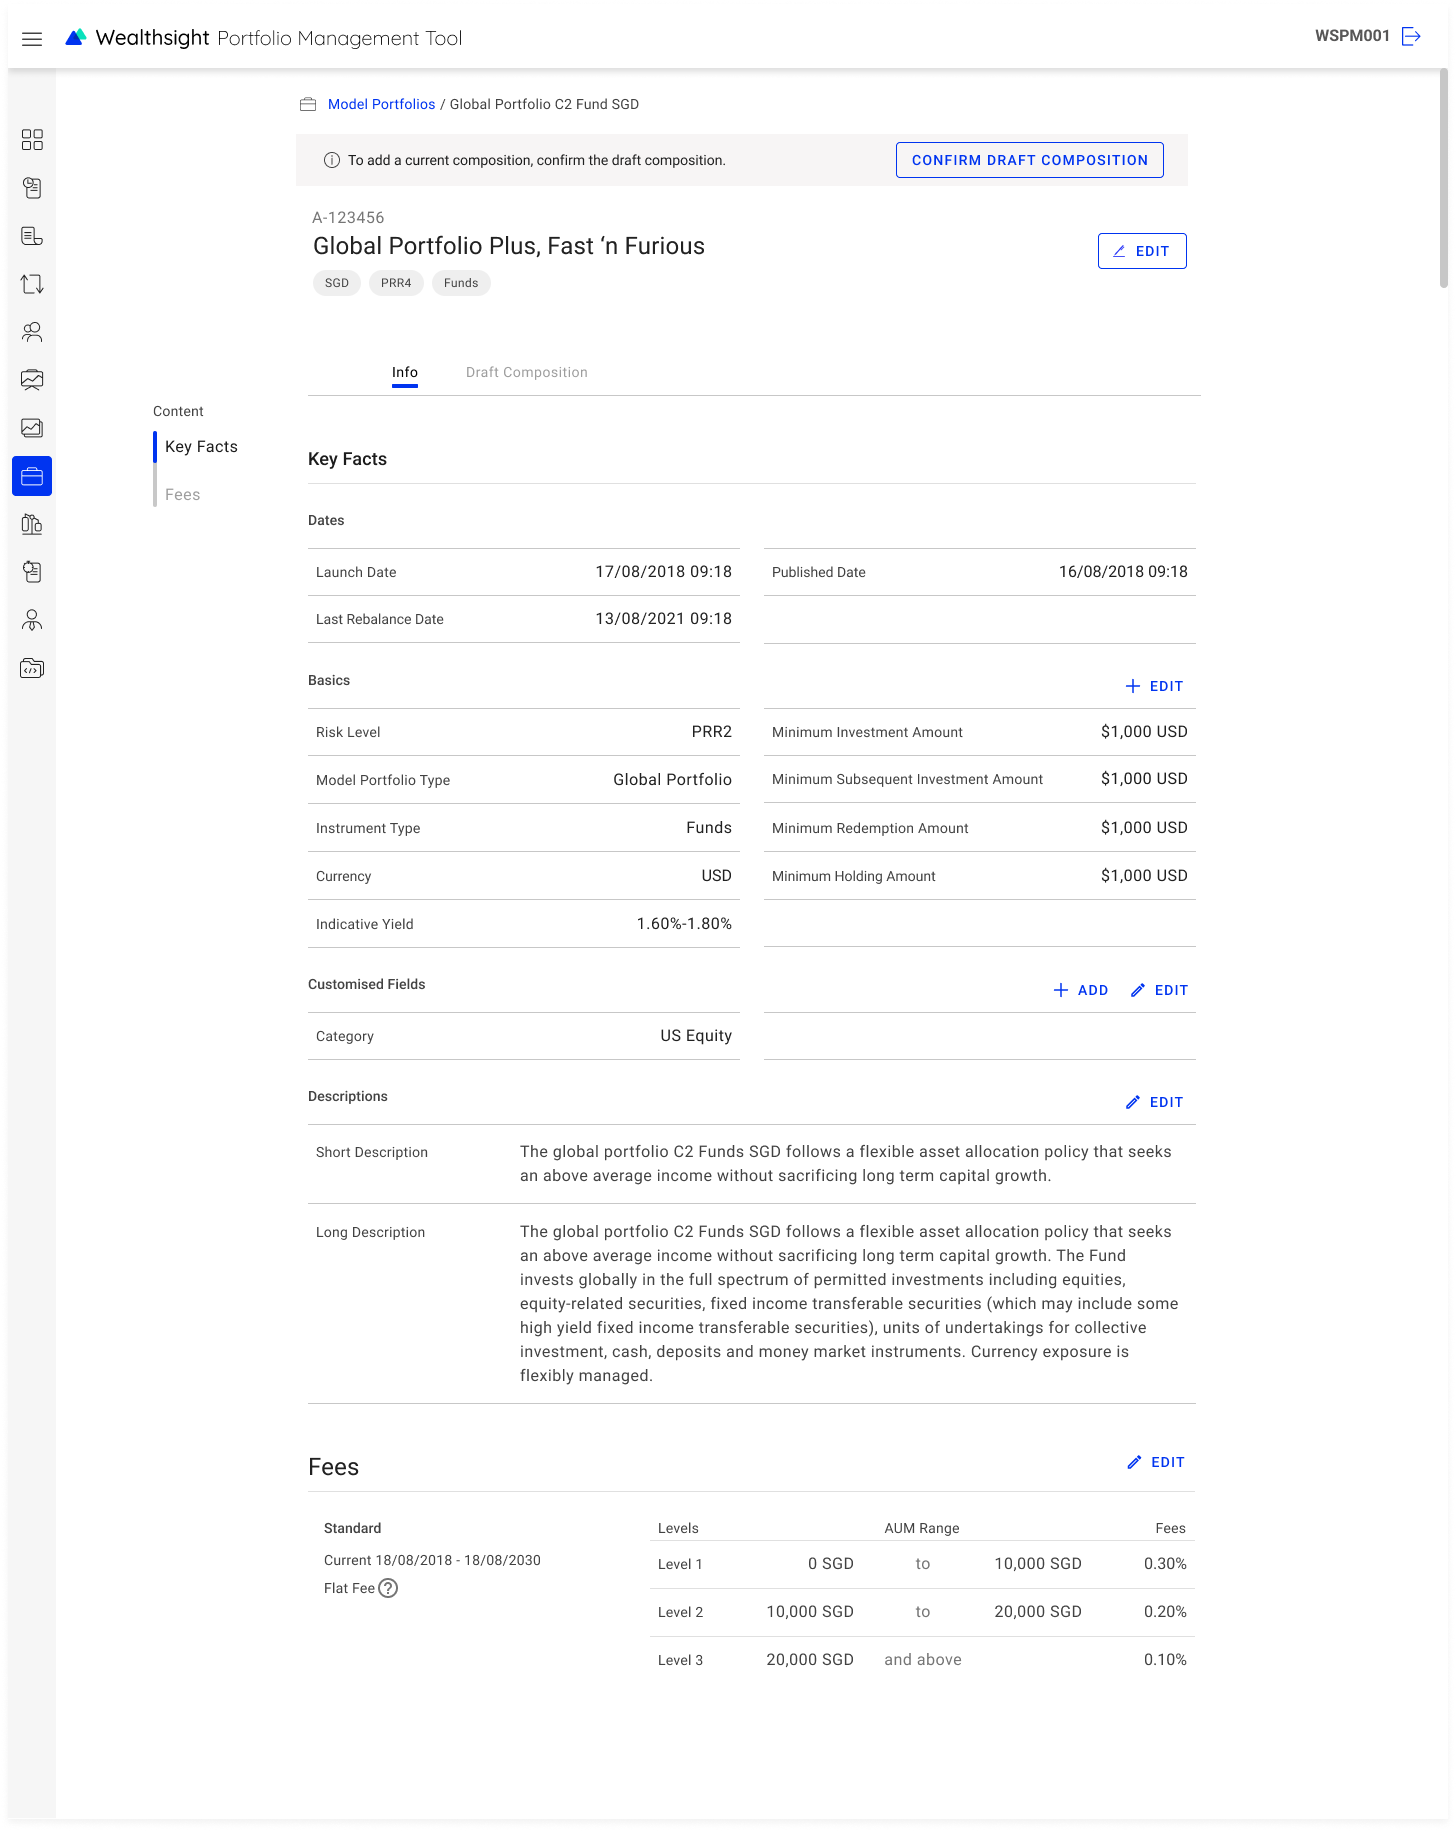 Wealthsight Portfolio Management Tool
WSPM001
Model Portfolios / Global Portfolio C2 Fund SGD
To add a current composition, confirm the draft composition.
CONFIRM DRAFT COMPOSITION
A-123456
Global Portfolio Plus, Fast ‘n Furious
EDIT
SGD PRR4 Funds
Info Draft Composition
Content
Key Facts
Fees
Key Facts
Dates
Launch Date 17/08/2018 09:18 Published Date 16/08/2018 09:18
Last Rebalance Date 13/08/2021 09:18
Basics EDIT
Risk Level PRR2 Minimum Investment Amount $1,000 USD
Model Portfolio Type Global Portfolio Minimum Subsequent Investment Amount $1,000 USD
Instrument Type Funds Minimum Redemption Amount $1,000 USD
Currency USD Minimum Holding Amount $1,000 USD
Indicative Yield 1.60%-1.80%
Customised Fields ADD EDIT
Category US Equity
Descriptions EDIT
Short Description The global portfolio C2 Funds SGD follows a flexible asset allocation policy that seeks
an above average income without sacrificing long term capital growth.
Long Description The global portfolio C2 Funds SGD follows a flexible asset allocation policy that seeks
an above average income without sacrificing long term capital growth. The Fund
invests globally in the full spectrum of permitted investments including equities,
equity-related securities, fixed income transferable securities (which may include some
high yield fixed income transferable securities), units of undertakings for collective
investment, cash, deposits and money market instruments. Currency exposure is
flexibly managed.
Fees EDIT
Standard
Current 18/08/2018 - 18/08/2030
Flat Fee ?
Levels AUM Range Fees
Level 1 0 SGD to 10,000 SGD 0.30%
Level 2 10,000 SGD to 20,000 SGD 0.20%
Level 3 20,000 SGD and above 0.10%